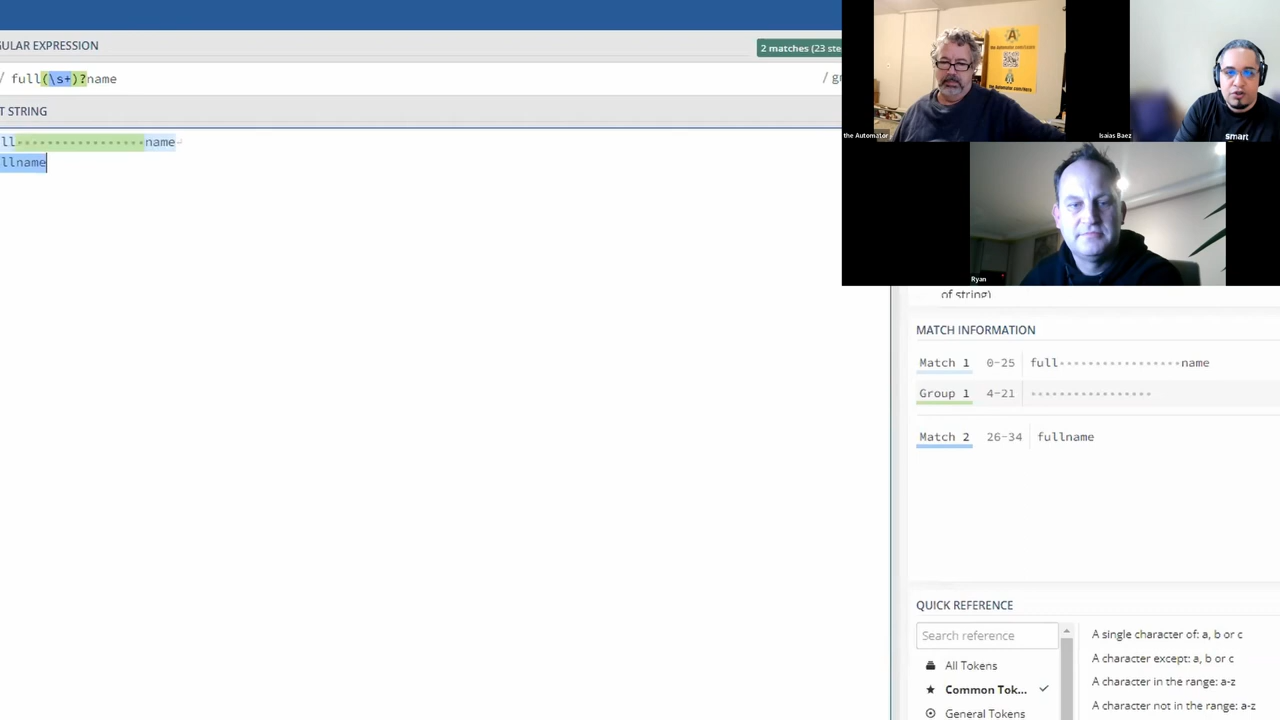 GULAR EXPRESSION
2 matches (23 ste
/ full(\s+)?name
/ g
T STRING
ll·················name
llname
the Automator
Isaias Baez
smart
Ryan
of string)
MATCH INFORMATION
Match 1 0-25 full·················name
Group 1 4-21 ·················
Match 2 26-34 fullname
QUICK REFERENCE
Search reference
All Tokens
Common Tok...
General Tokens
A single character of: a, b or c
A character except: a, b or c
A character in the range: a-z
A character not in the range: a-z